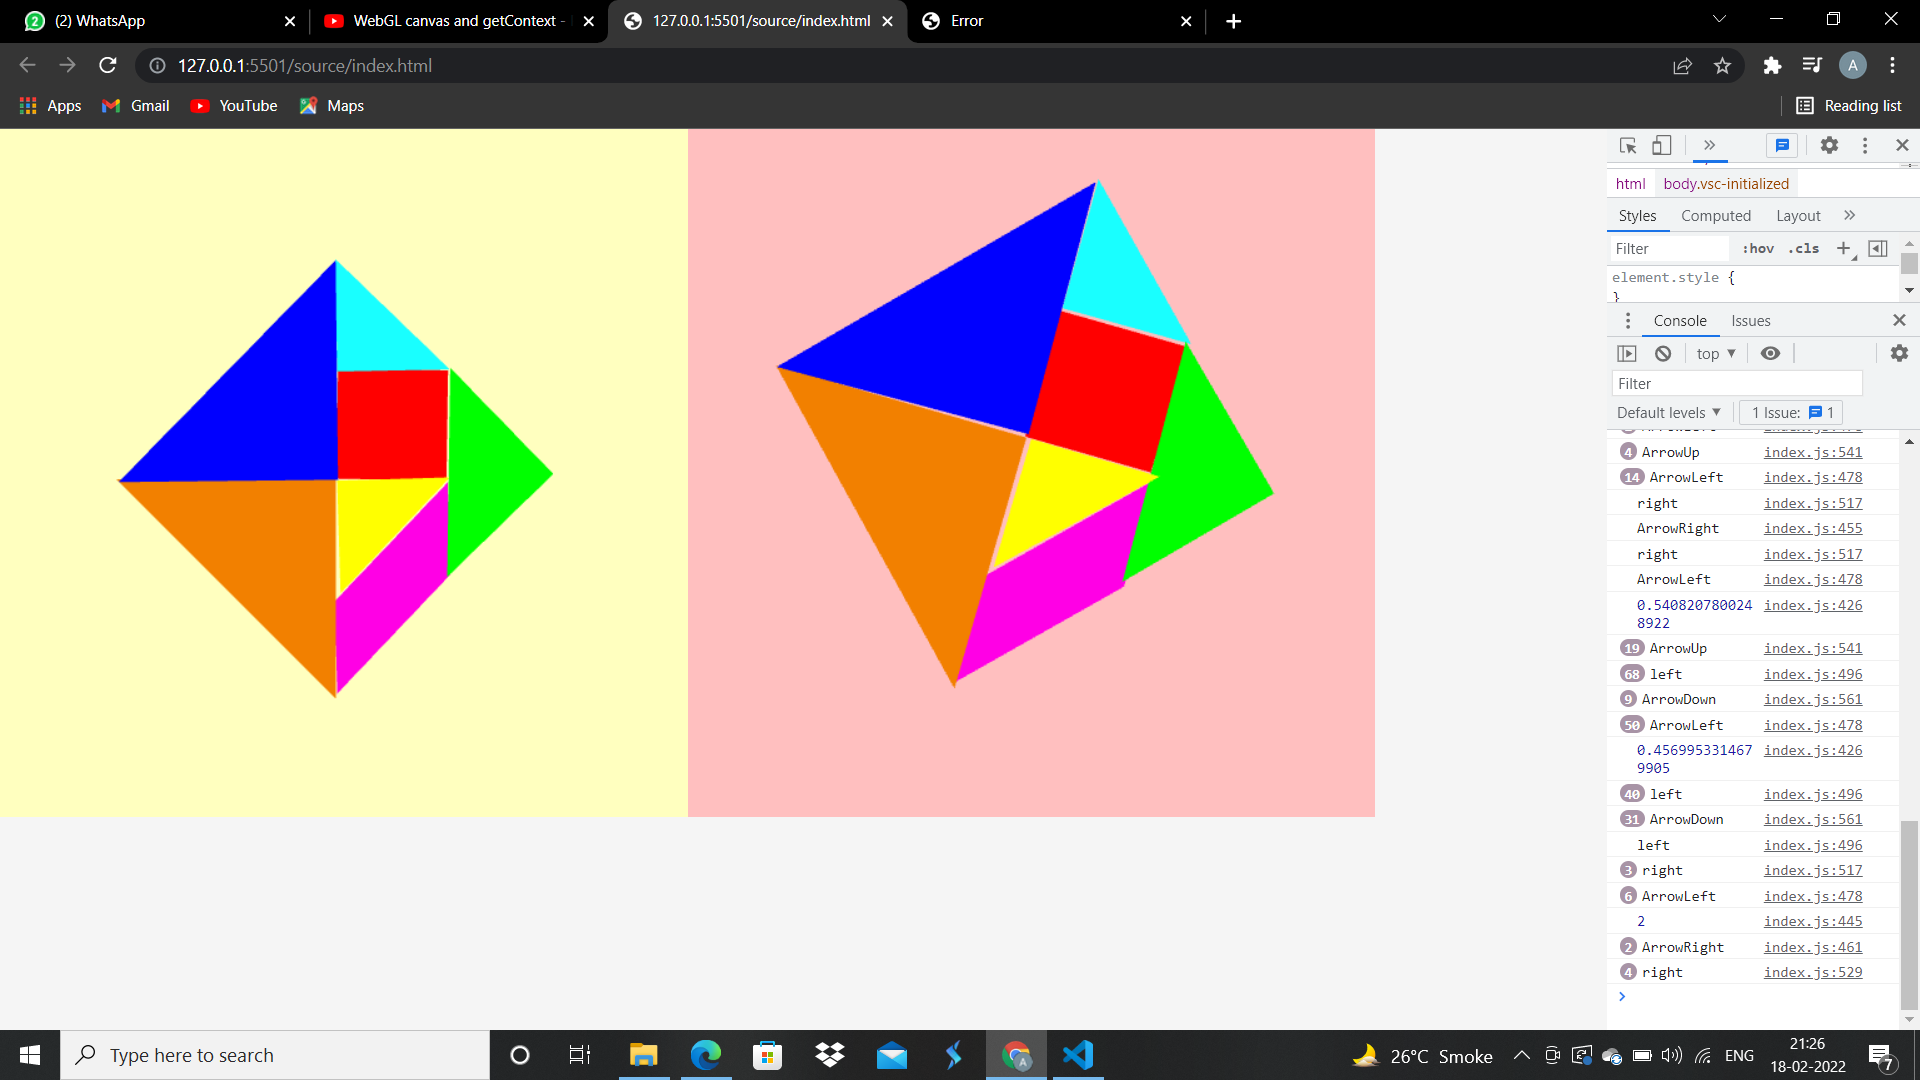 (2) WhatsApp
WebGL canvas and getContext -
127.0.0.1:5501/source/index.html
Error
127.0.0.1:5501/source/index.html
A
Apps
Gmail
YouTube
Maps
Reading list
html
body.vsc-initialized
Styles
Computed
Layout
Filter
:hov
.cls
element.style {
}
Console
Issues
top
Filter
Default levels
1 Issue: 1
4 ArrowUp index.js:541
14 ArrowLeft index.js:478
right index.js:517
ArrowRight index.js:455
right index.js:517
ArrowLeft index.js:478
0.540820780024 index.js:426
8922
19 ArrowUp index.js:541
68 left index.js:496
9 ArrowDown index.js:561
50 ArrowLeft index.js:478
0.456995331467 index.js:426
9905
40 left index.js:496
31 ArrowDown index.js:561
left index.js:496
3 right index.js:517
6 ArrowLeft index.js:478
2 index.js:445
2 ArrowRight index.js:461
4 right index.js:529
Type here to search
26°C Smoke
ENG
21:26
18-02-2022
7